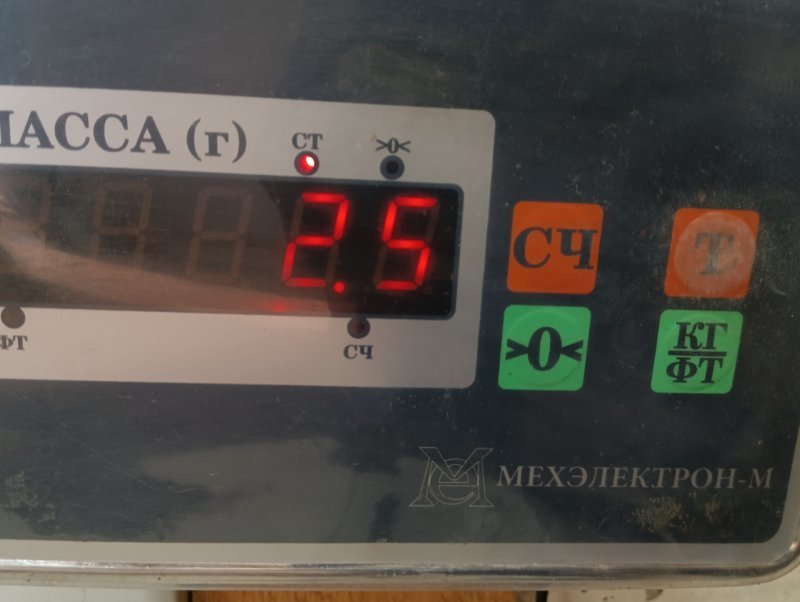 МАССА (г)
СТ
>0<
2.5
ФТ
СЧ
СЧ
Т
>0<
КГ
ФТ
МЕХЭЛЕКТРОН-М